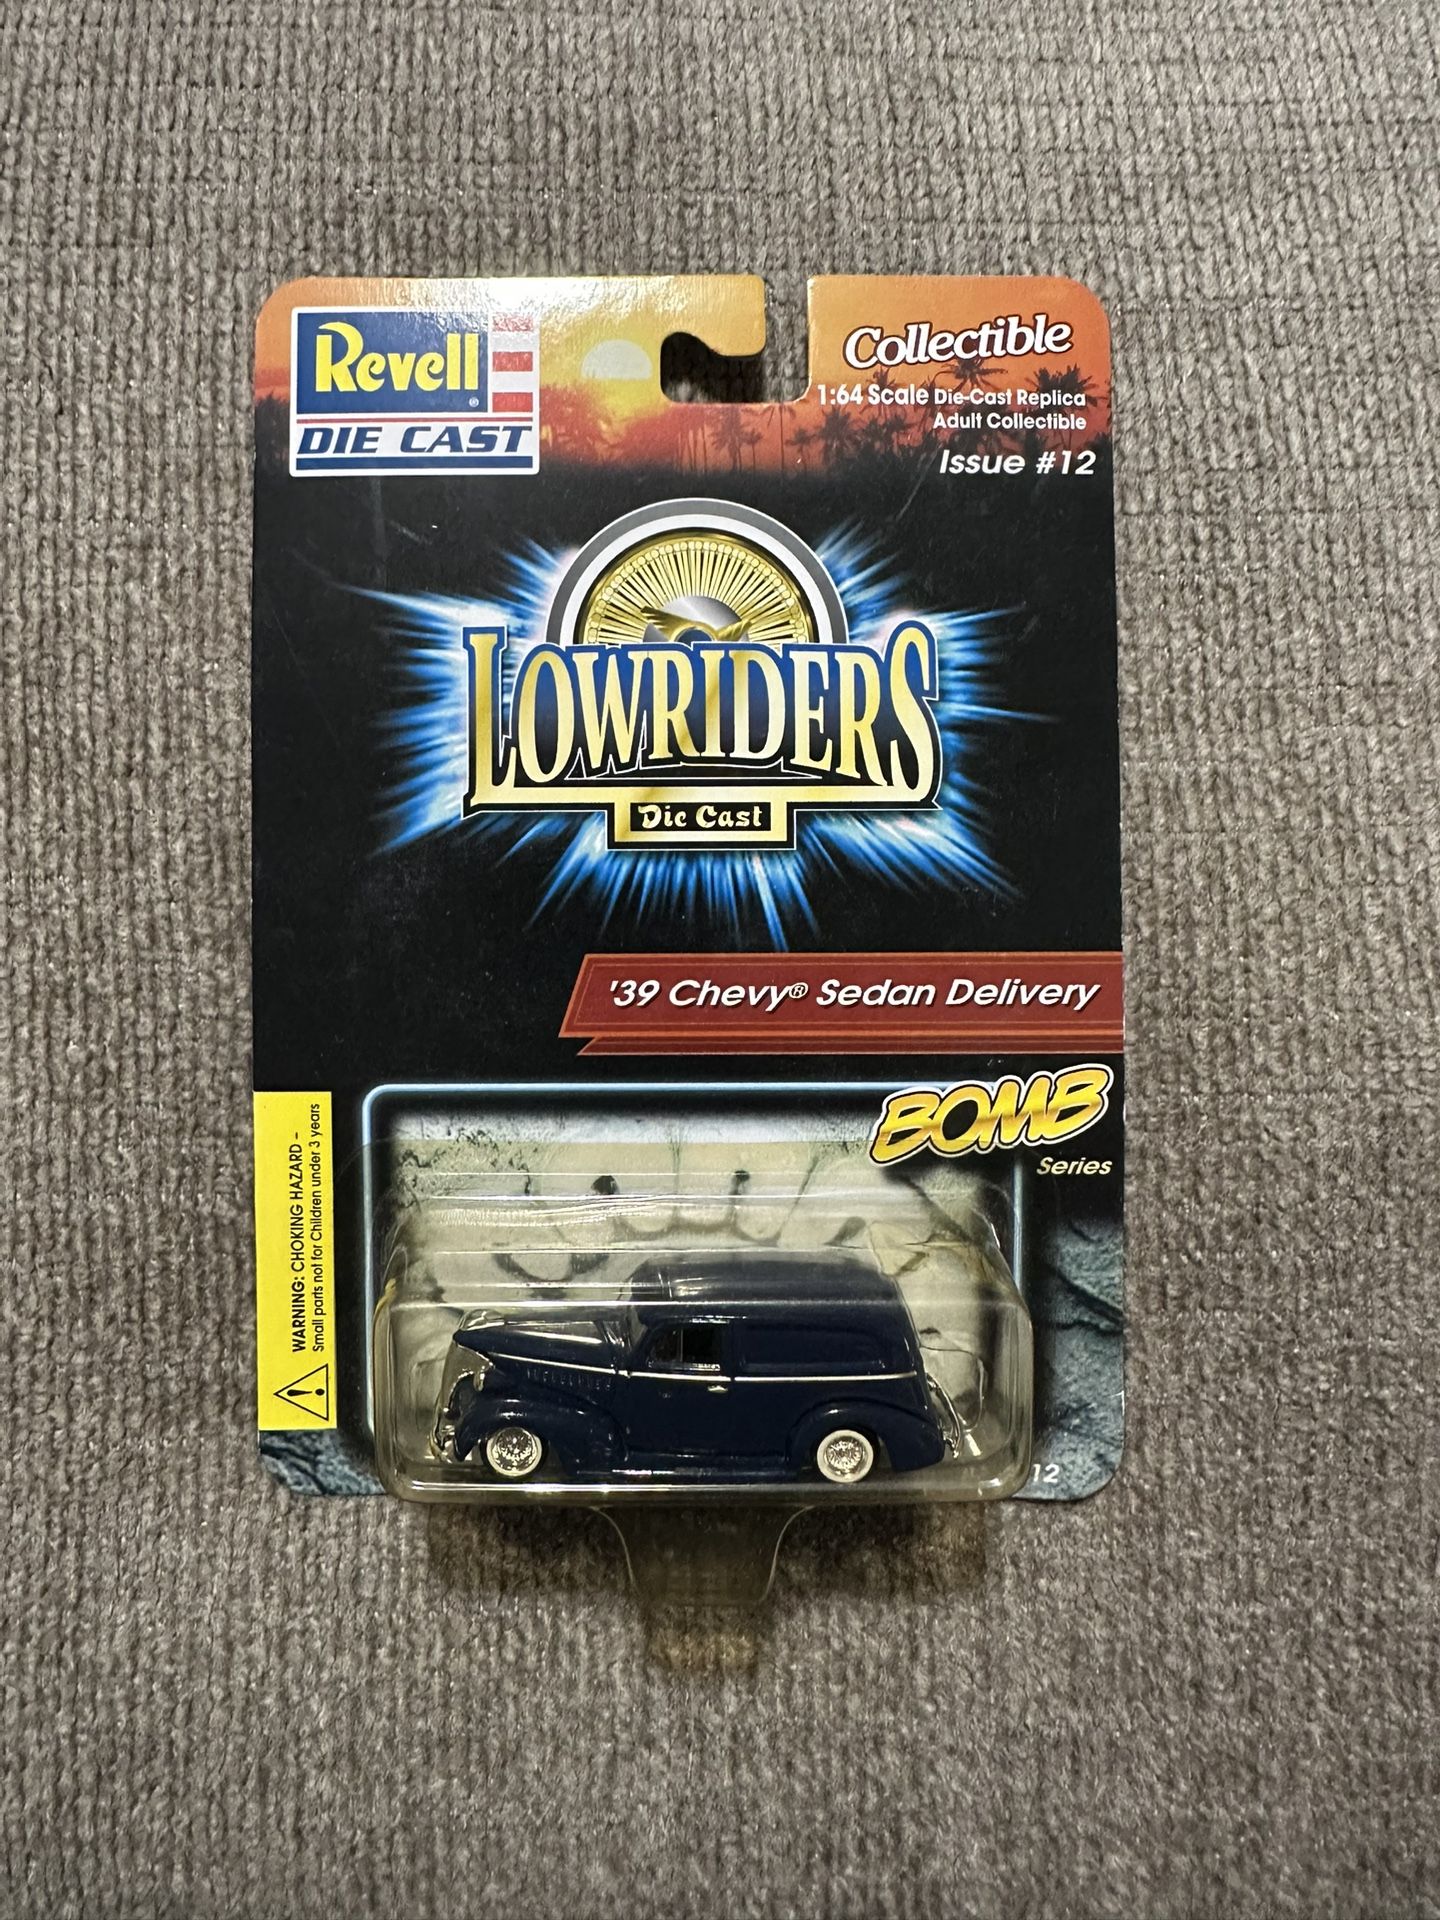 Revell ®
DIE CAST
Collectible
1:64 Scale Die-Cast Replica
Adult Collectible
Issue #12
LOWRIDERS
Die Cast
'39 Chevy® Sedan Delivery
BOMB
Series
WARNING: CHOKING HAZARD –
Small parts not for Children under 3 years
12